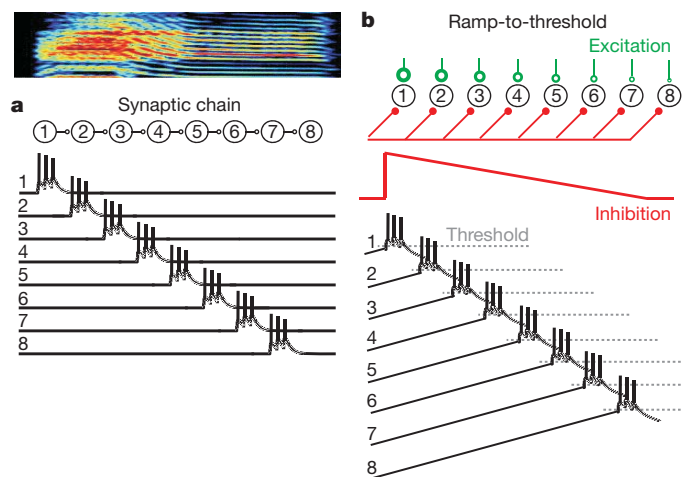 a
Synaptic chain
1 2 3 4 5 6 7 8
1
2
3
4
5
6
7
8
b
Ramp-to-threshold
Excitation
1 2 3 4 5 6 7 8
Inhibition
Threshold
1
2
3
4
5
6
7
8